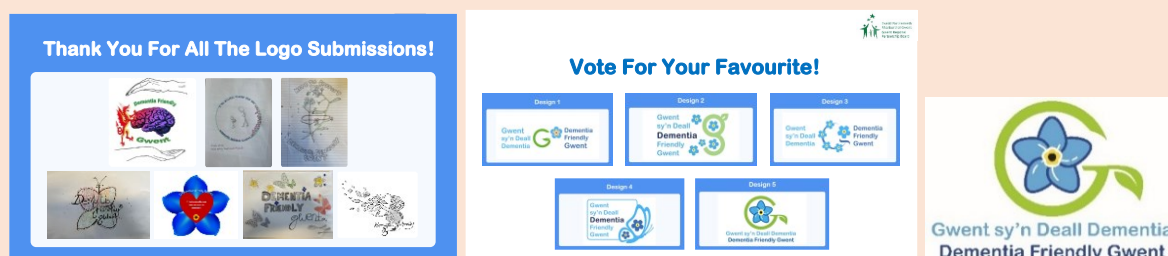 Thank You For All The Logo Submissions!
Dementia Friendly
Gwent
DEMENTIA
FRIENDLY
gwent
Vote For Your Favourite!
Design 1
Gwent
sy'n Deall
Dementia
Dementia
Friendly
Gwent
Design 2
Gwent
sy'n Deall
Dementia
Friendly
Gwent
Design 3
Gwent
sy'n Deall
Dementia
Dementia
Friendly
Gwent
Design 4
Gwent
sy'n Deall
Dementia
Friendly
Gwent
Design 5
Gwent sy'n Deall Dementia
Dementia Friendly Gwent
Gwent sy'n Deall Dementia
Dementia Friendly Gwent